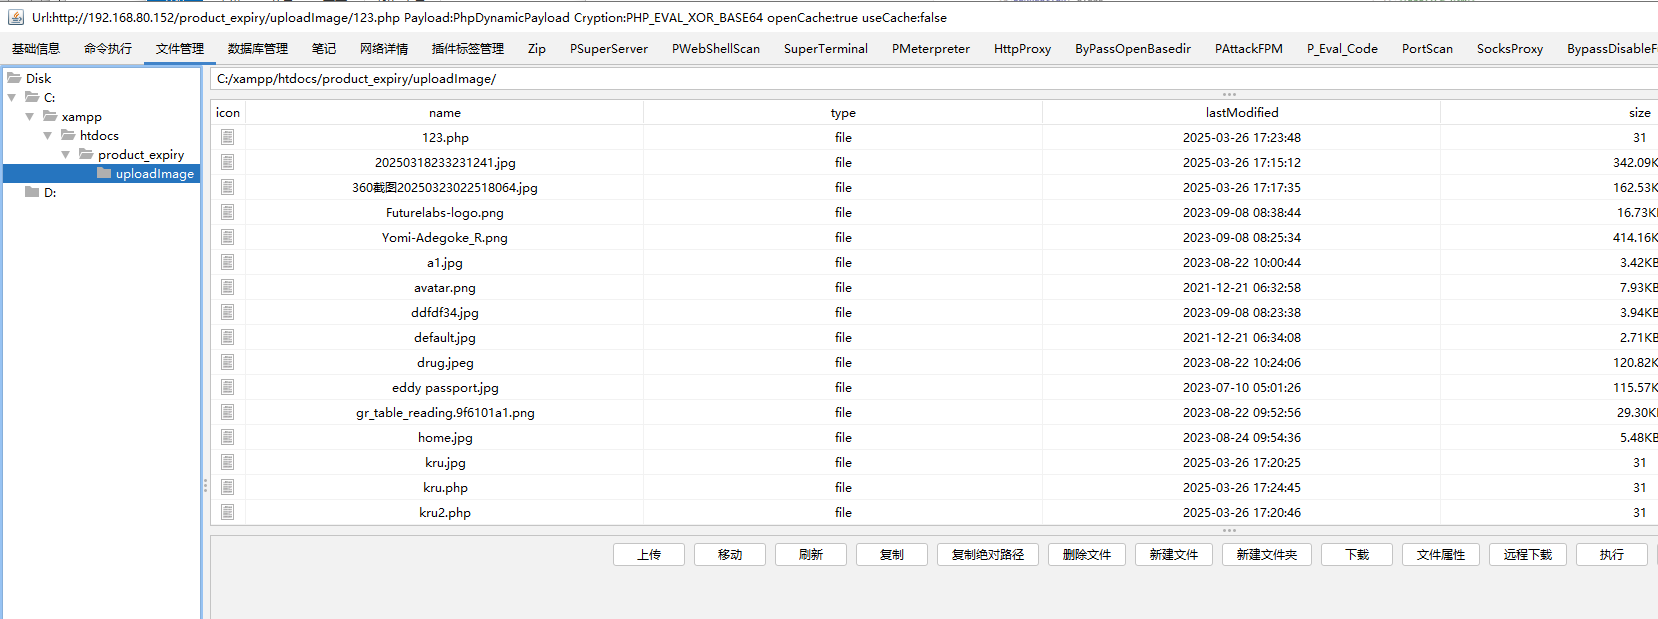 Url:http://192.168.80.152/product_expiry/uploadImage/123.php Payload:PhpDynamicPayload Cryption:PHP_EVAL_XOR_BASE64 openCache:true useCache:false
基础信息 命令执行 文件管理 数据库管理 笔记 网络详情 插件标签管理 Zip PSuperServer PWebShellScan SuperTerminal PMeterpreter HttpProxy ByPassOpenBasedir PAttackFPM P_Eval_Code PortScan SocksProxy BypassDisableF
Disk
C:
xampp
htdocs
product_expiry
uploadImage
D:
C:/xampp/htdocs/product_expiry/uploadImage/
icon name type lastModified size
123.php file 2025-03-26 17:23:48 31
20250318233231241.jpg file 2025-03-26 17:15:12 342.09K
360截图20250323022518064.jpg file 2025-03-26 17:17:35 162.53K
Futurelabs-logo.png file 2023-09-08 08:38:44 16.73K
Yomi-Adegoke_R.png file 2023-09-08 08:25:34 414.16K
a1.jpg file 2023-08-22 10:00:44 3.42KB
avatar.png file 2021-12-21 06:32:58 7.93KB
ddfdf34.jpg file 2023-09-08 08:23:38 3.94KB
default.jpg file 2021-12-21 06:34:08 2.71KB
drug.jpeg file 2023-08-22 10:24:06 120.82K
eddy passport.jpg file 2023-07-10 05:01:26 115.57K
gr_table_reading.9f6101a1.png file 2023-08-22 09:52:56 29.30K
home.jpg file 2023-08-24 09:54:36 5.48KB
kru.jpg file 2025-03-26 17:20:25 31
kru.php file 2025-03-26 17:24:45 31
kru2.php file 2025-03-26 17:20:46 31
上传 移动 刷新 复制 复制绝对路径 删除文件 新建文件 新建文件夹 下载 文件属性 远程下载 执行